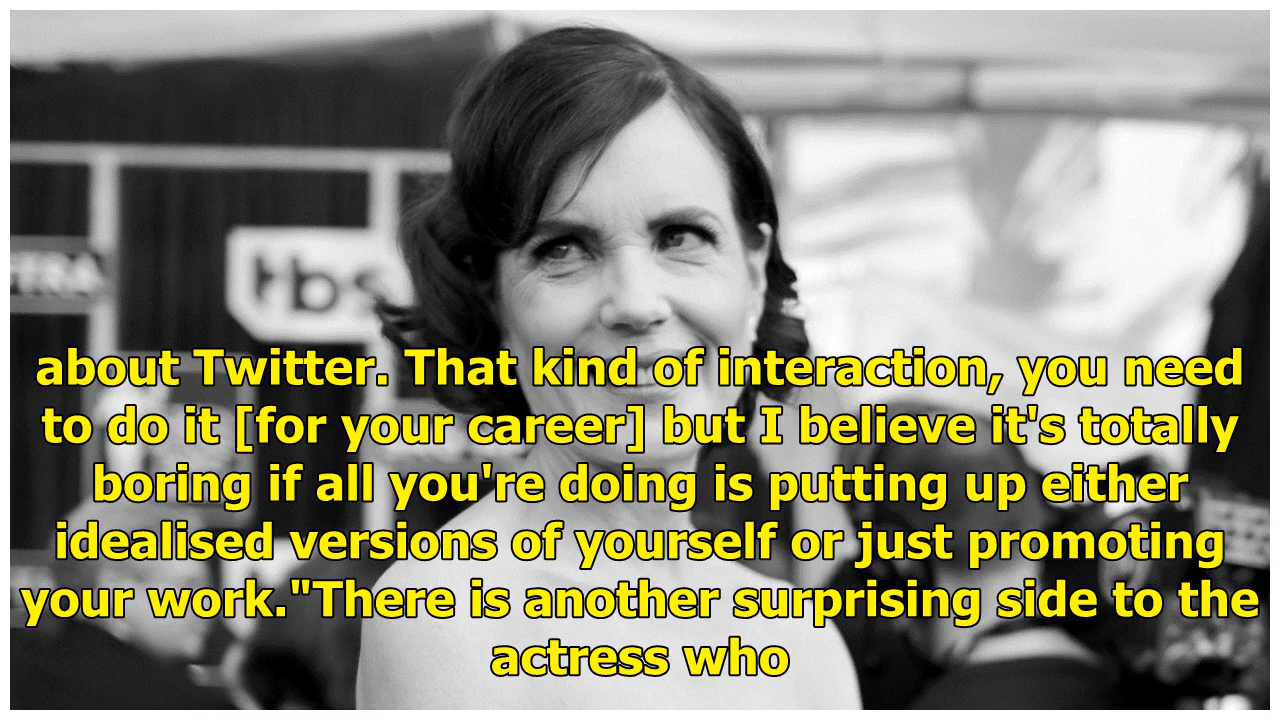 FRA
tbs
about Twitter. That kind of interaction, you need
to do it [for your career] but I believe it's totally
boring if all you're doing is putting up either
idealised versions of yourself or just promoting
your work."There is another surprising side to the
actress who